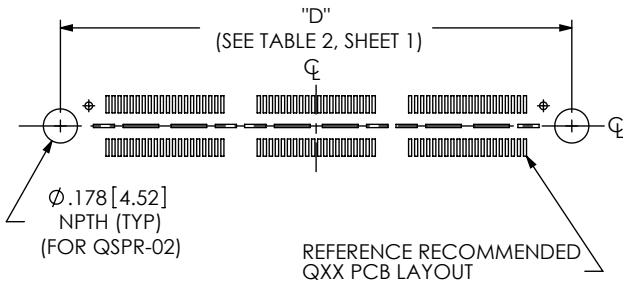 "D"
(SEE TABLE 2, SHEET 1)
℄
℄
Ø.178[4.52]
NPTH (TYP)
(FOR QSPR-02)
REFERENCE RECOMMENDED
QXX PCB LAYOUT